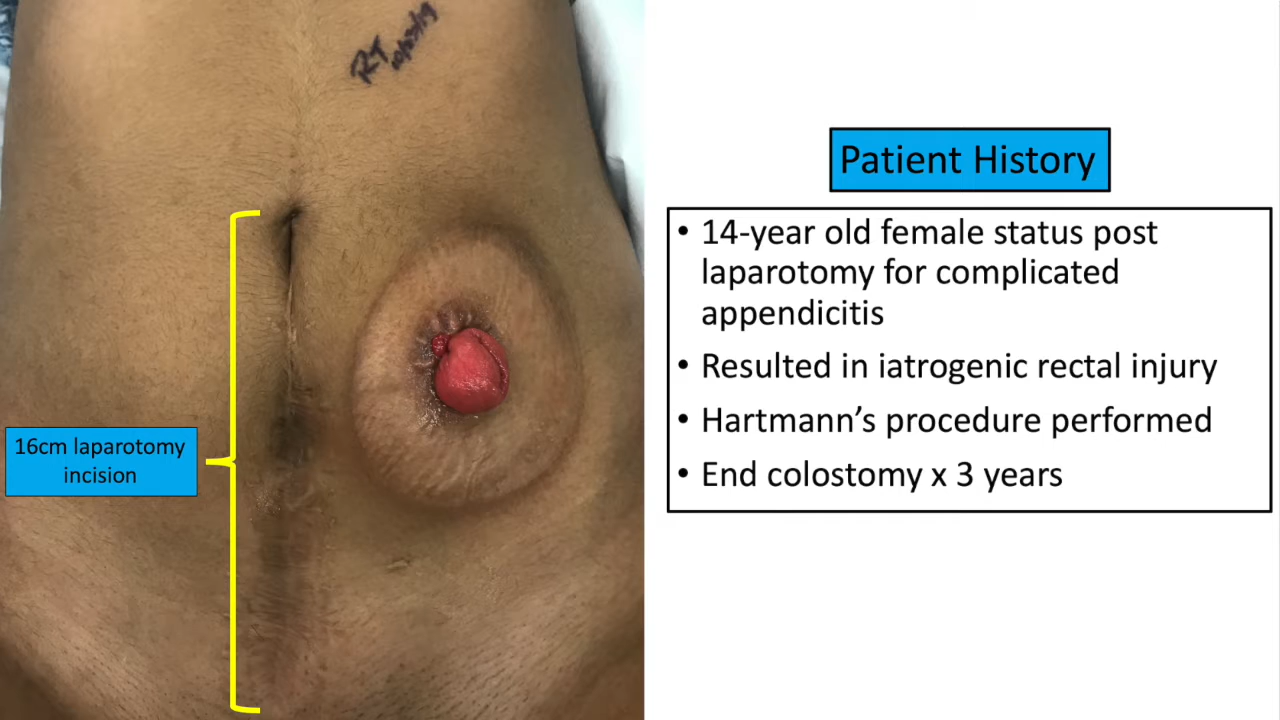 RT
16cm laparotomy
incision
Patient History
• 14-year old female status post
laparotomy for complicated
appendicitis
• Resulted in iatrogenic rectal injury
• Hartmann’s procedure performed
• End colostomy x 3 years